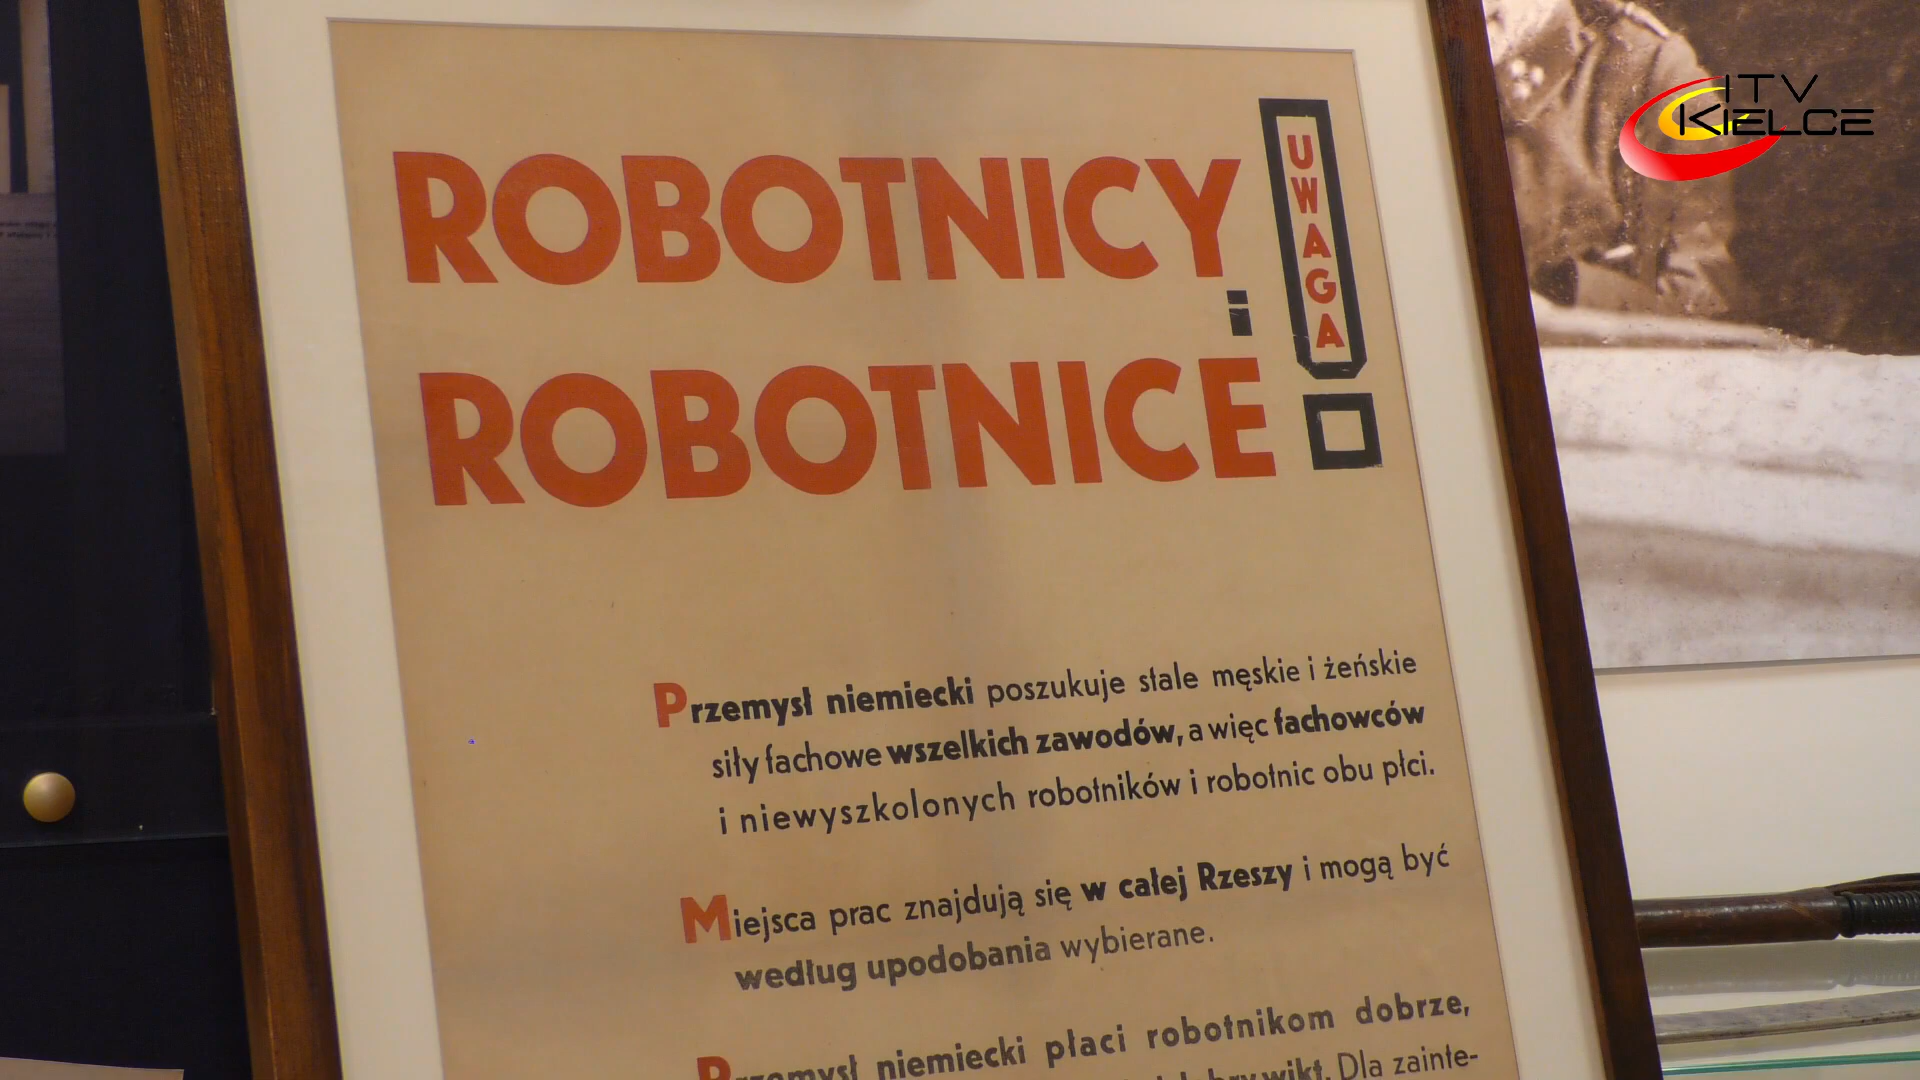 ITV
KIELCE
UWAGA
ROBOTNICY
i
ROBOTNICE
Przemysł niemiecki poszukuje stale męskie i żeńskie
siły fachowe wszelkich zawodów, a więc fachowców
i niewyszkolonych robotników i robotnic obu płci.
Miejsca prac znajdują się w całej Rzeszy i mogą być
według upodobania wybierane.
Przemysł niemiecki płaci robotnikom dobrze,
wikt. Dla zainte-